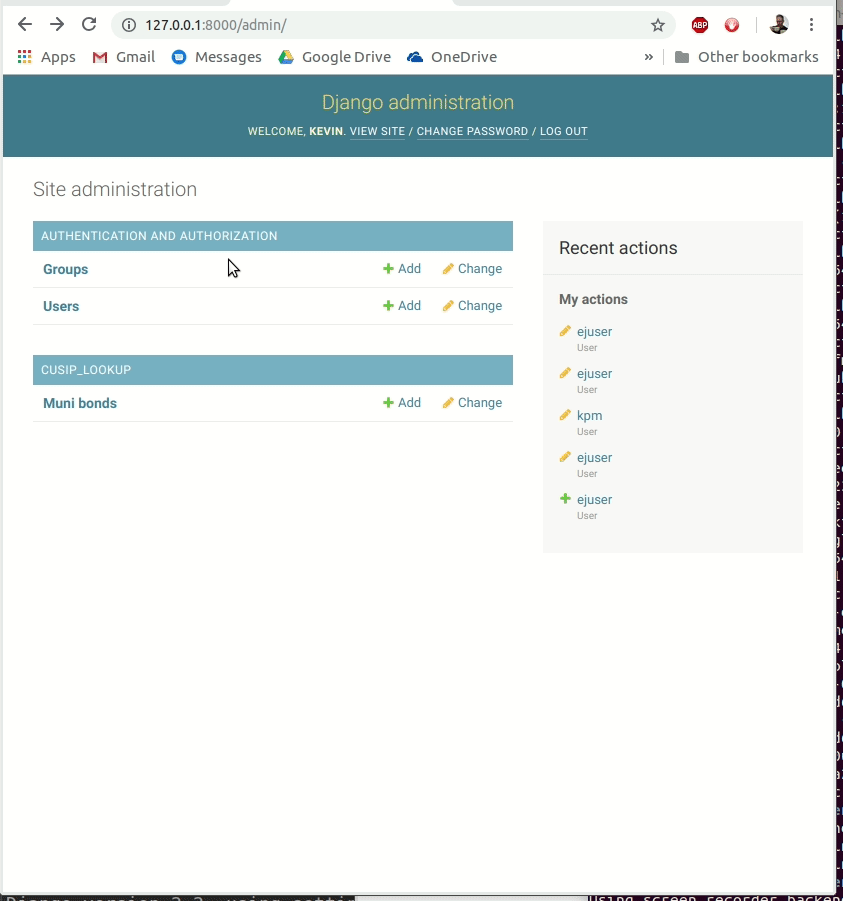 127.0.0.1:8000/admin/
ABP
Apps Gmail Messages Google Drive OneDrive » Other bookmarks
Django administration
WELCOME, KEVIN. VIEW SITE / CHANGE PASSWORD / LOG OUT
Site administration
AUTHENTICATION AND AUTHORIZATION
Groups Add Change
Users Add Change
CUSIP_LOOKUP
Muni bonds Add Change
Recent actions
My actions
ejuser
User
ejuser
User
kpm
User
ejuser
User
ejuser
User
using screen recorder backend